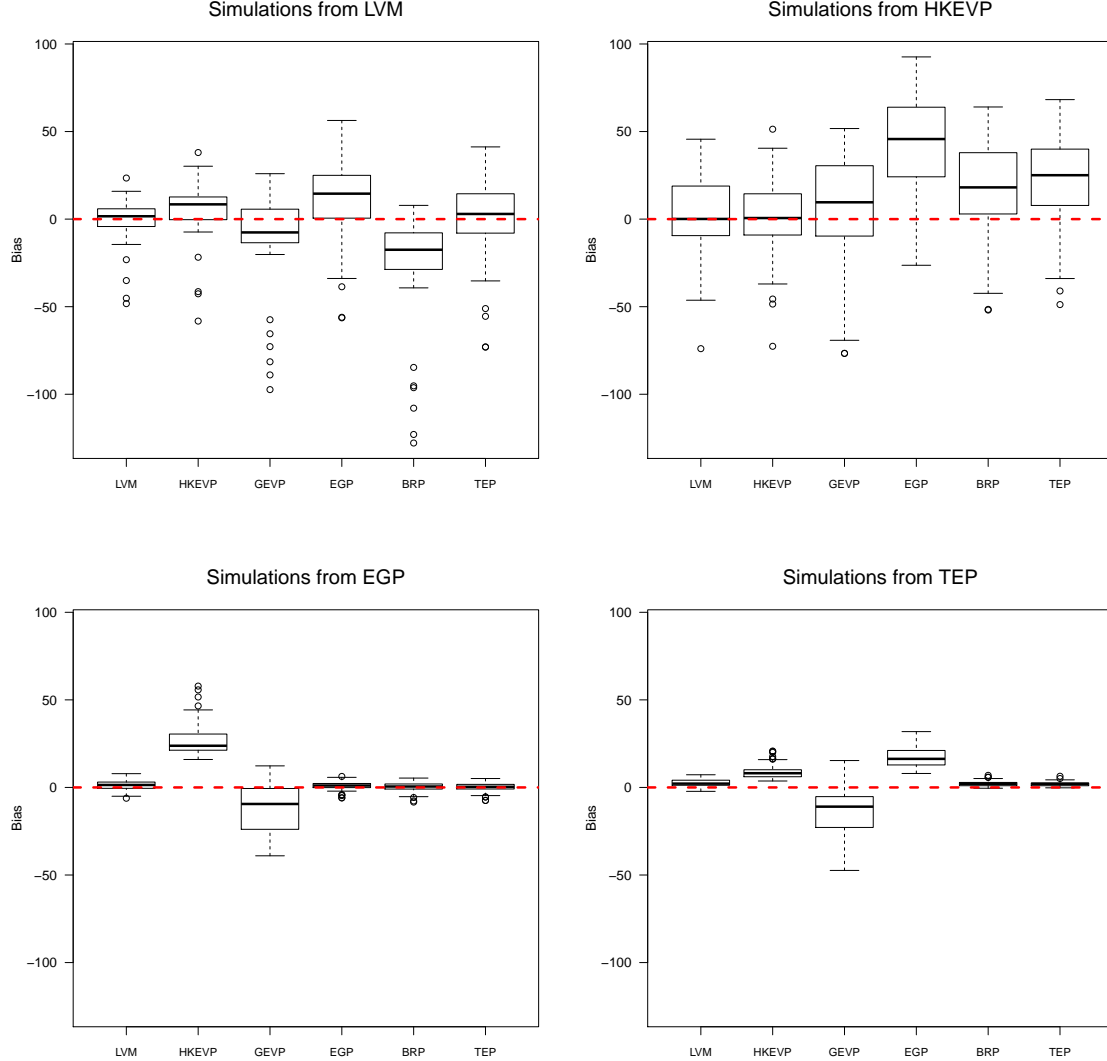 Simulations from LVM
Bias
100
50
0
−50
−100
LVM HKEVP GEVP EGP BRP TEP
Simulations from HKEVP
Bias
100
50
0
−50
−100
LVM HKEVP GEVP EGP BRP TEP
Simulations from EGP
Bias
100
50
0
−50
−100
LVM HKEVP GEVP EGP BRP TEP
Simulations from TEP
Bias
100
50
0
−50
−100
LVM HKEVP GEVP EGP BRP TEP